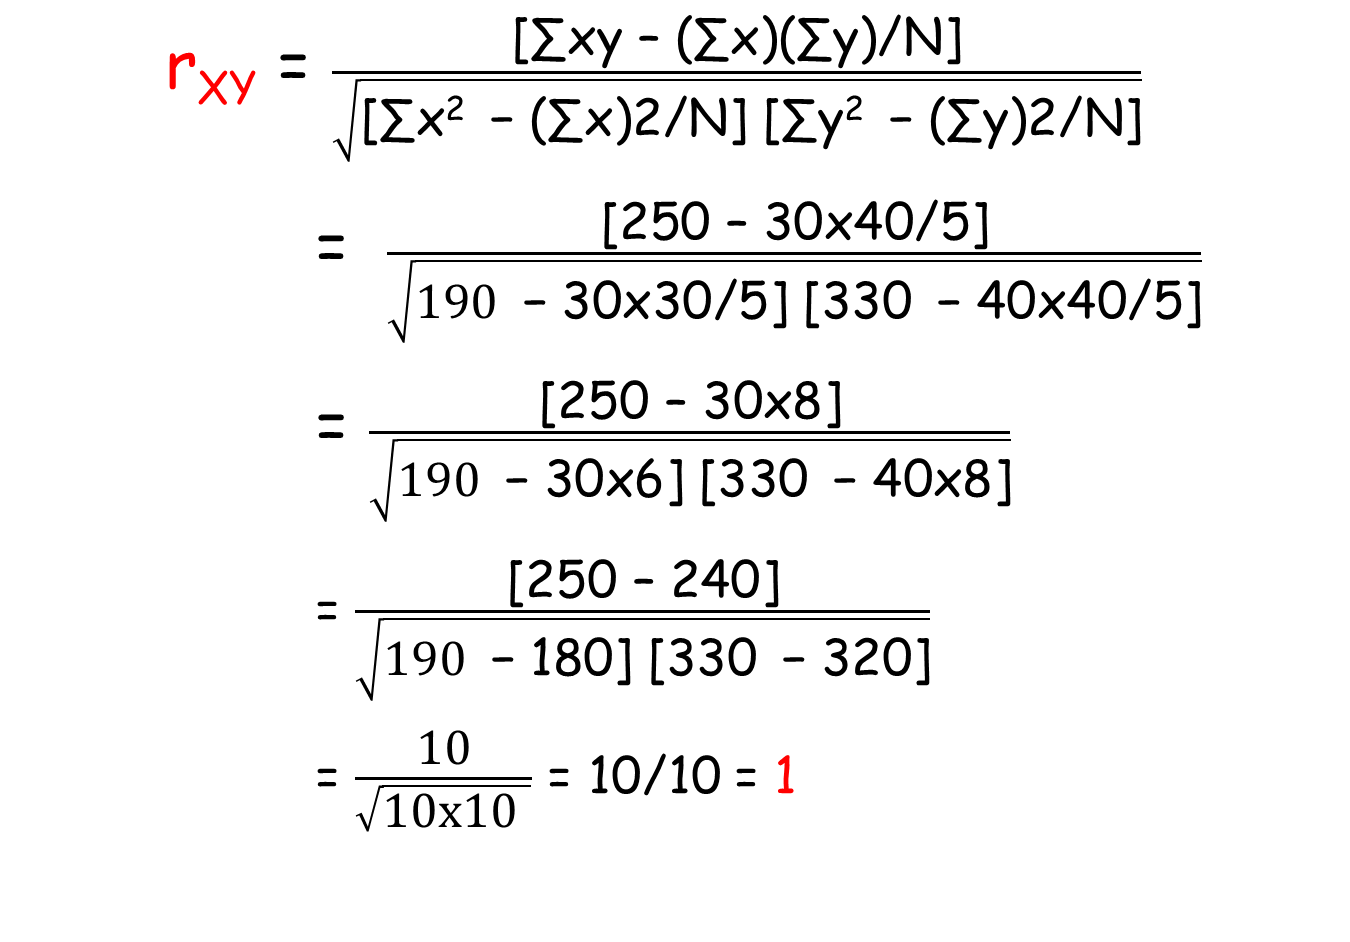 r_xy = [∑xy – (∑x)(∑y)/N] / √[∑x² – (∑x)2/N] [∑y² – (∑y)2/N]
= [250 – 30x40/5] / √190 – 30x30/5] [330 – 40x40/5]
= [250 – 30x8] / √190 – 30x6] [330 – 40x8]
= [250 – 240] / √190 – 180] [330 – 320]
= 10 / √10x10 = 10/10 = 1